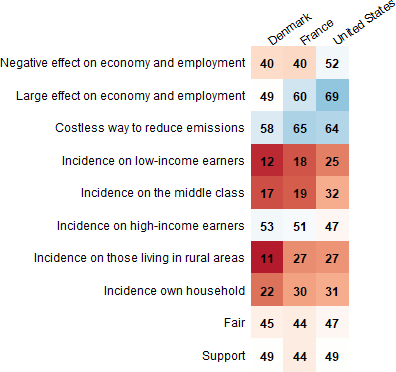 Denmark France United States
Negative effect on economy and employment 40 40 52
Large effect on economy and employment 49 60 69
Costless way to reduce emissions 58 65 64
Incidence on low-income earners 12 18 25
Incidence on the middle class 17 19 32
Incidence on high-income earners 53 51 47
Incidence on those living in rural areas 11 27 27
Incidence own household 22 30 31
Fair 45 44 47
Support 49 44 49